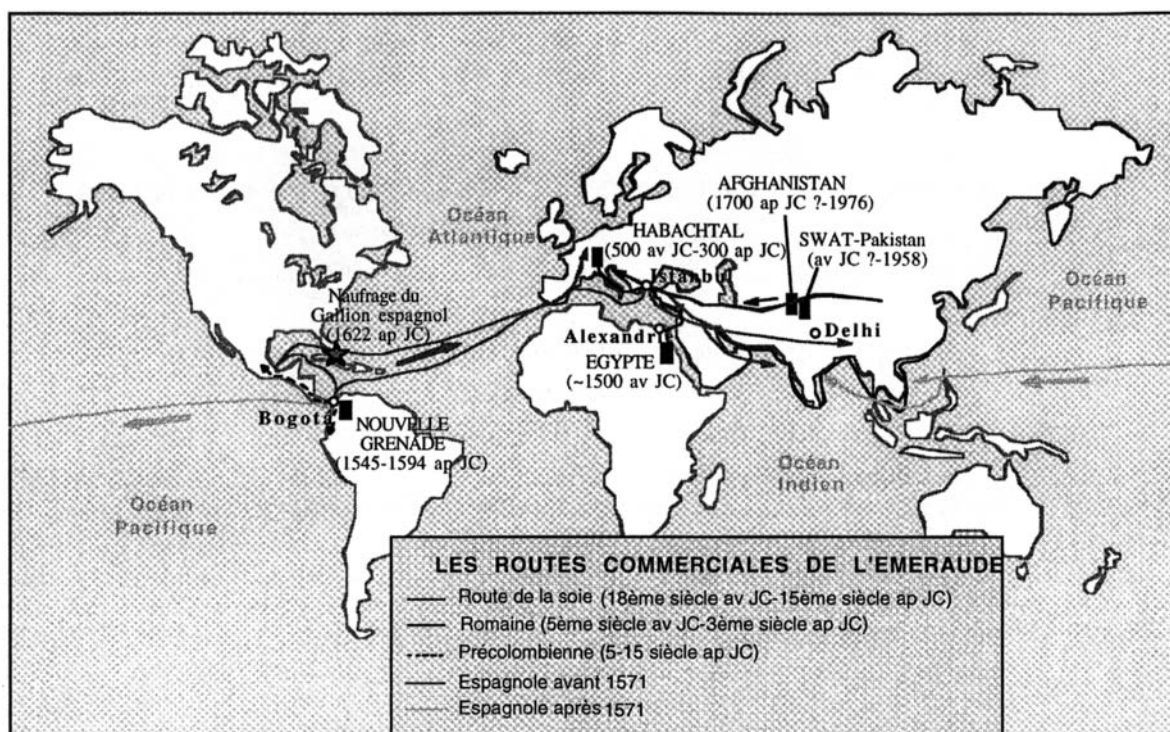 AFGHANISTAN
(1700 ap JC ?-1976)
Océan
Atlantique
HABACHTAL
(500 av JC-300 ap JC)
SWAT-Pakistan
(av JC ?-1958)
Istanbul
Océan
Pacifique
Naufrage du
Gallion espagnol
(1622 ap JC)
Delhi
Alexandri
EGYPTE
(~1500 av JC)
Bogota
NOUVELLE
GRENADE
(1545-1594 ap JC)
Océan
Indien
Océan
Pacifique
LES ROUTES COMMERCIALES DE L'EMERAUDE
Route de la soie (18ème siècle av JC-15ème siècle ap JC)
Romaine (5ème siècle av JC-3ème siècle ap JC)
Précolombienne (5-15 siècle ap JC)
Espagnole avant 1571
Espagnole après 1571